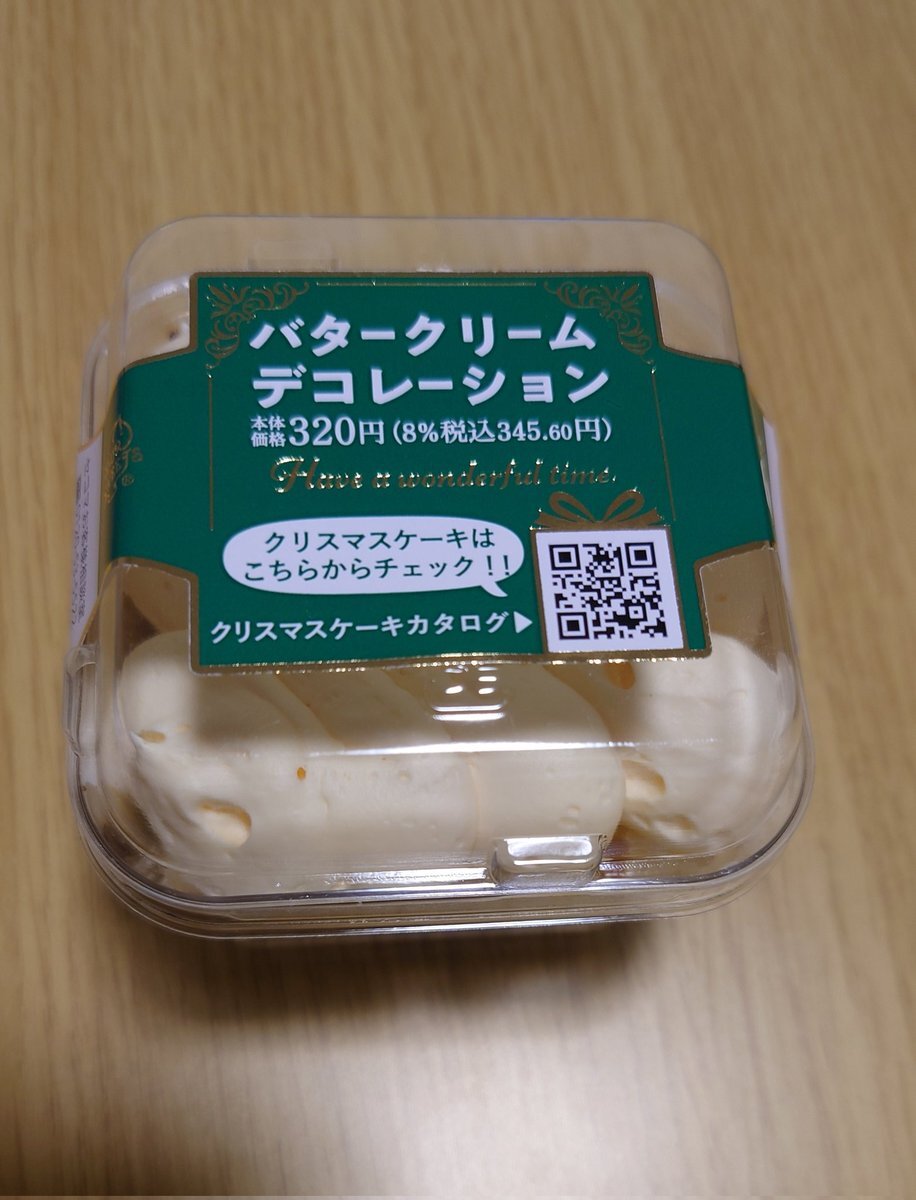 バタークリーム
デコレーション
本体価格320円(8%税込345.60円)
Have a wonderful time.
クリスマスケーキは
こちらからチェック!!
クリスマスケーキカタログ▶